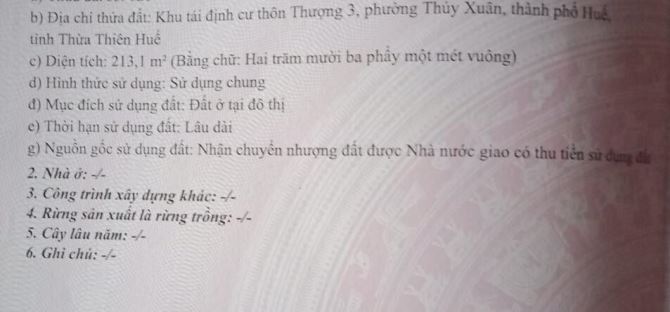 b) Địa chỉ thửa đất: Khu tái định cư thôn Thượng 3, phường Thủy Xuân, thành phố Huế,
tỉnh Thừa Thiên Huế
c) Diện tích: 213,1 m² (Bằng chữ: Hai trăm mười ba phẩy một mét vuông)
d) Hình thức sử dụng: Sử dụng chung
đ) Mục đích sử dụng đất: Đất ở tại đô thị
e) Thời hạn sử dụng đất: Lâu dài
g) Nguồn gốc sử dụng đất: Nhận chuyển nhượng đất được Nhà nước giao có thu tiền sử dụng đất
2. Nhà ở: -/-
3. Công trình xây dựng khác: -/-
4. Rừng sản xuất là rừng trồng: -/-
5. Cây lâu năm: -/-
6. Ghi chú: -/-